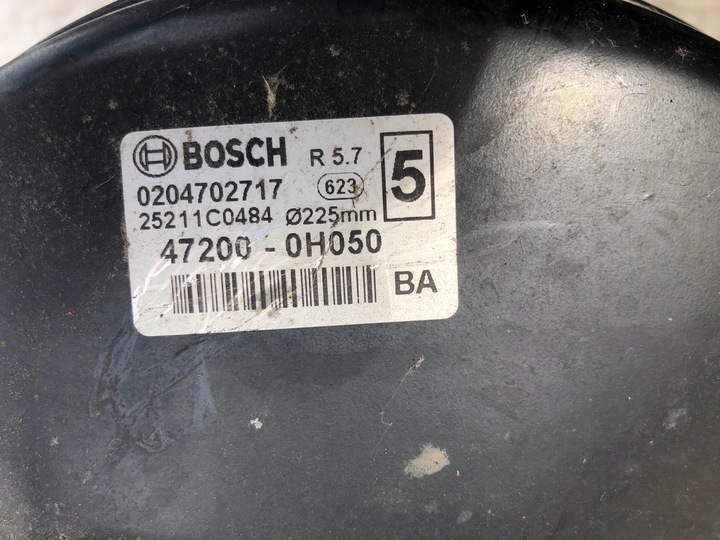 BOSCH R 5.7 5
0204702717 623
25211C0484 Ø225mm
47200 - 0H050
BA